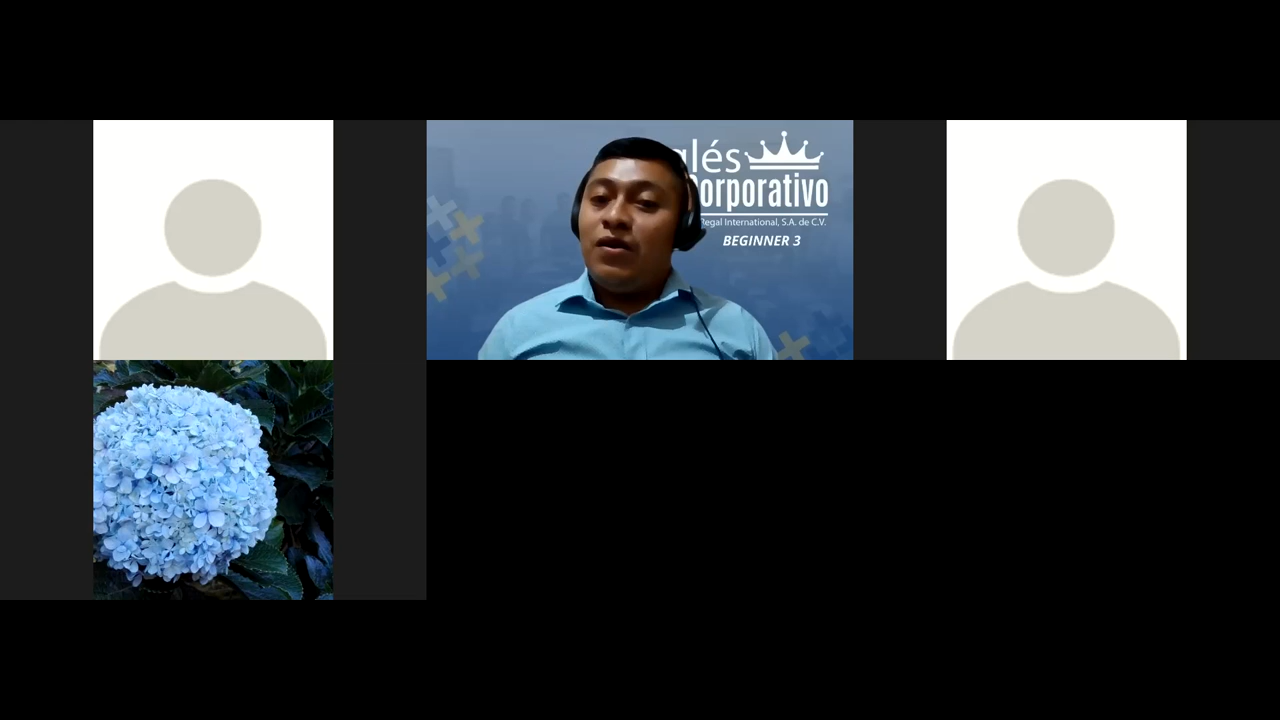 glés
orporativo
Regal International, S.A. de C.V.
BEGINNER 3